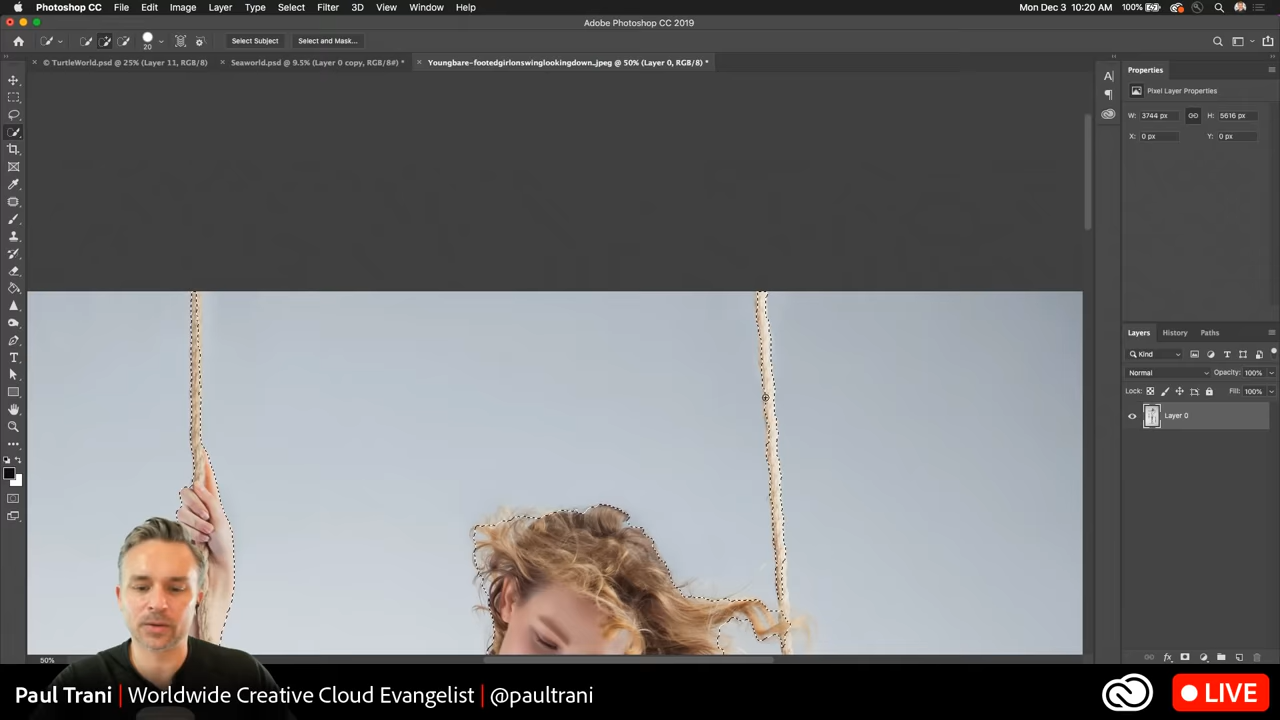 Photoshop CC File Edit Image Layer Type Select Filter 3D View Window Help
100% Mon Dec 3 10:20 AM
Adobe Photoshop CC 2019
20 Select Subject Select and Mask...
© TurtleWorld.psd @ 25% (Layer 11, RGB/8)
Seaworld.psd @ 9.5% (Layer 0 copy, RGB/8#) *
Youngbare-footedgirlonswinglookingdown.jpeg @ 50% (Layer 0, RGB/8) *
Properties
Pixel Layer Properties
W: 3744 px H: 5616 px
X: 0 px Y: 0 px
Layers History Paths
Kind
Normal Opacity: 100%
Lock: Fill: 100%
Layer 0
50%
Paul Trani | Worldwide Creative Cloud Evangelist | @paultrani
LIVE